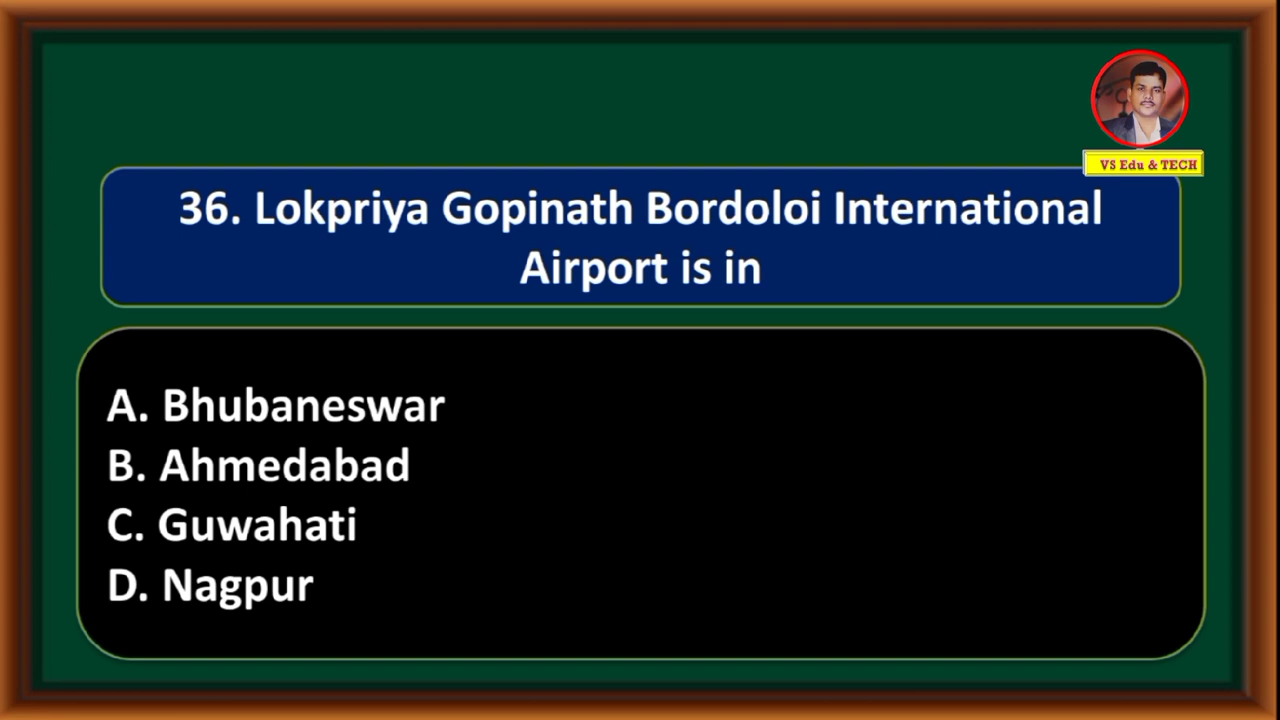 VS Edu & TECH
36. Lokpriya Gopinath Bordoloi International
Airport is in
A. Bhubaneswar
B. Ahmedabad
C. Guwahati
D. Nagpur